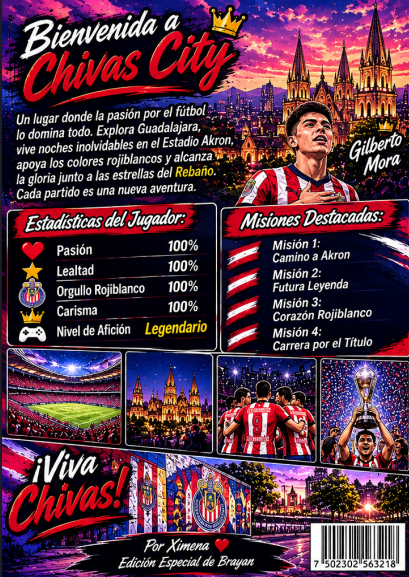 Bienvenida a
Chivas City
Un lugar donde la pasión por el fútbol
lo domina todo. Explora Guadalajara,
vive noches inolvidables en el Estadio Akron,
apoya los colores rojiblancos y alcanza
la gloria junto a las estrellas del Rebaño.
Cada partido es una nueva aventura.
Gilberto
Mora
Estadísticas del Jugador:
Pasión 100%
Lealtad 100%
Orgullo Rojiblanco 100%
Carisma 100%
Nivel de Afición Legendario
Misiones Destacadas:
Misión 1:
Camino a Akron
Misión 2:
Futura Leyenda
Misión 3:
Corazón Rojiblanco
Misión 4:
Carrera por el Título
9
¡Viva
Chivas!
Por Ximena
Edición Especial de Brayan
7 502302 563218